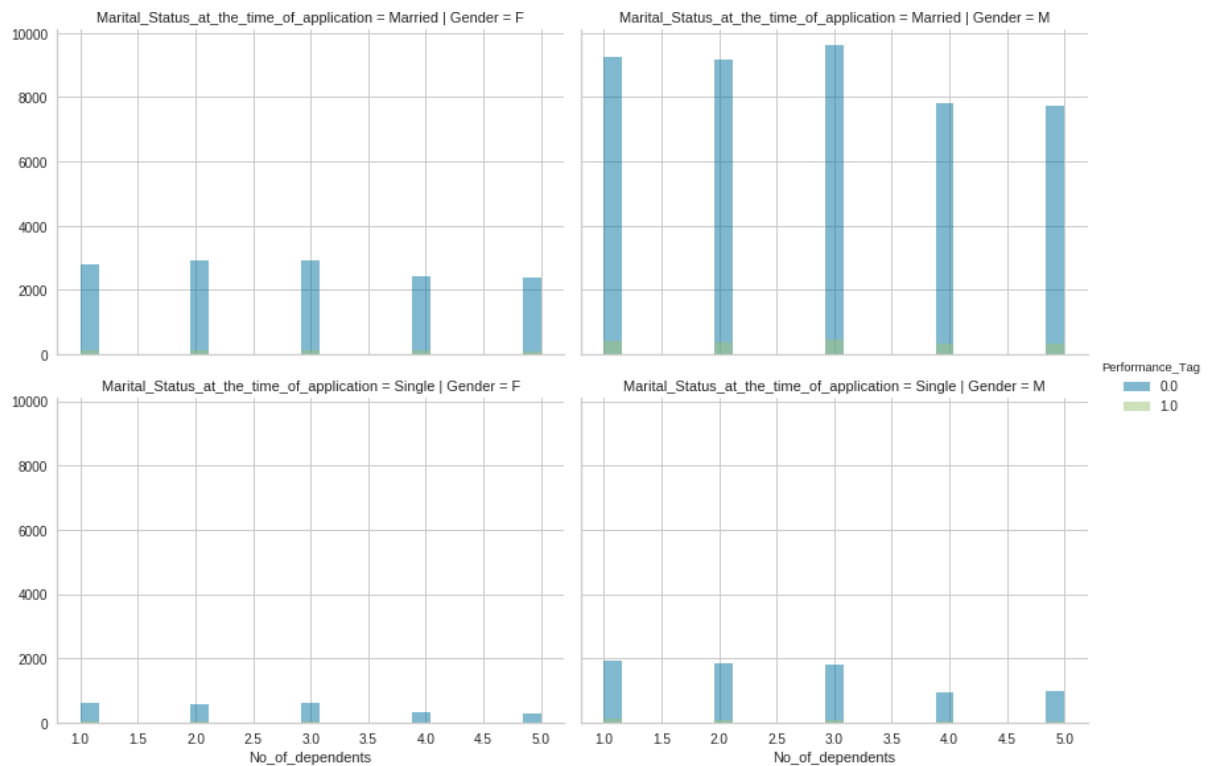 Marital_Status_at_the_time_of_application = Married | Gender = F
Marital_Status_at_the_time_of_application = Married | Gender = M
10000
8000
6000
4000
2000
0
Marital_Status_at_the_time_of_application = Single | Gender = F
Marital_Status_at_the_time_of_application = Single | Gender = M
10000
8000
6000
4000
2000
0
1.0 1.5 2.0 2.5 3.0 3.5 4.0 4.5 5.0
No_of_dependents
1.0 1.5 2.0 2.5 3.0 3.5 4.0 4.5 5.0
No_of_dependents
Performance_Tag
0.0
1.0